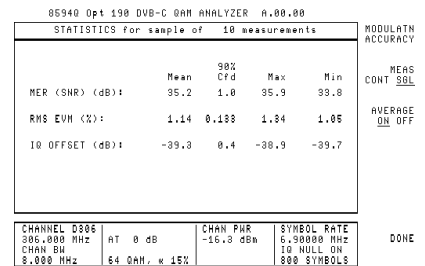 8594Q Opt 190 DVB-C QAM ANALYZER A.00.00
STATISTICS for sample of 10 measurements
MODULATN
ACCURACY
90%
Mean Cfd Max Min
MEAS
CONT SGL
MER (SNR) (dB): 35.2 1.0 35.9 33.8
AVERAGE
ON OFF
RMS EVM (%): 1.14 0.133 1.34 1.05
IQ OFFSET (dB): -39.3 0.4 -38.9 -39.7
CHANNEL D306 CHAN PWR SYMBOL RATE
306.000 MHz AT 0 dB -16.3 dBm 6.90000 MHz
CHAN BW IQ NULL ON
8.000 MHz 64 QAM, α 15% 800 SYMBOLS
DONE